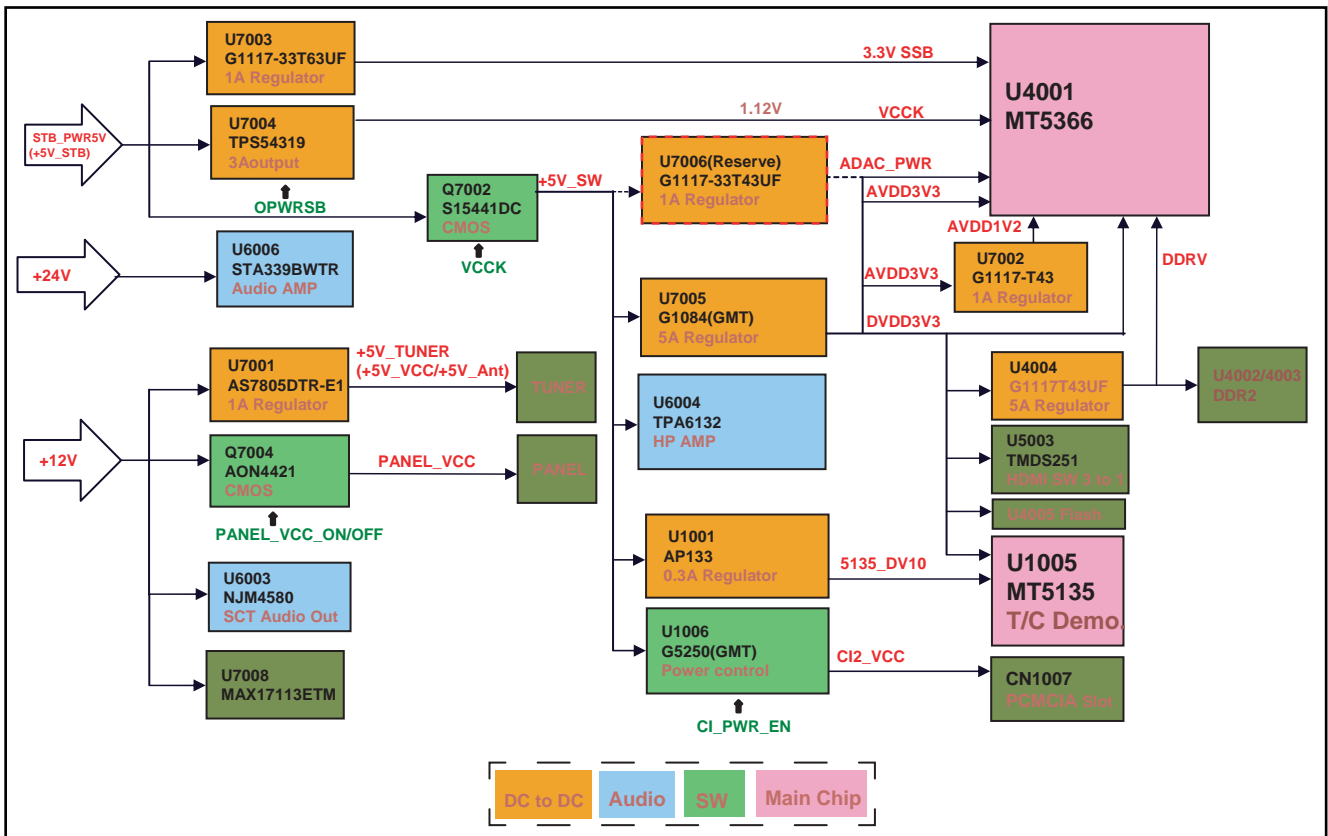 U7003
G1117-33T63UF
1A Regulator
3.3V SSB
U4001
MT5366
STB_PWR5V
(+5V_STB)
U7004
TPS54319
3Aoutput
1.12V
VCCK
OPWRSB
Q7002
S15441DC
CMOS
VCCK
+5V_SW
U7006(Reserve)
G1117-33T43UF
1A Regulator
ADAC_PWR
AVDD3V3
AVDD1V2
+24V
U6006
STA339BWTR
Audio AMP
U7005
G1084(GMT)
5A Regulator
AVDD3V3
DVDD3V3
U7002
G1117-T43
1A Regulator
DDRV
U7001
AS7805DTR-E1
1A Regulator
+5V_TUNER
(+5V_VCC/+5V_Ant)
TUNER
U6004
TPA6132
HP AMP
U4004
G1117T43UF
5A Regulator
U4002/4003
DDR2
+12V
Q7004
AON4421
CMOS
PANEL_VCC
PANEL
PANEL_VCC_ON/OFF
U5003
TMDS251
HDMI SW 3 to 1
U4005 Flash
U6003
NJM4580
SCT Audio Out
U1001
AP133
0.3A Regulator
5135_DV10
U1005
MT5135
T/C Demo.
U7008
MAX17113ETM
U1006
G5250(GMT)
Power control
CI2_VCC
CN1007
PCMCIA Slot
CI_PWR_EN
DC to DC
Audio
SW
Main Chip